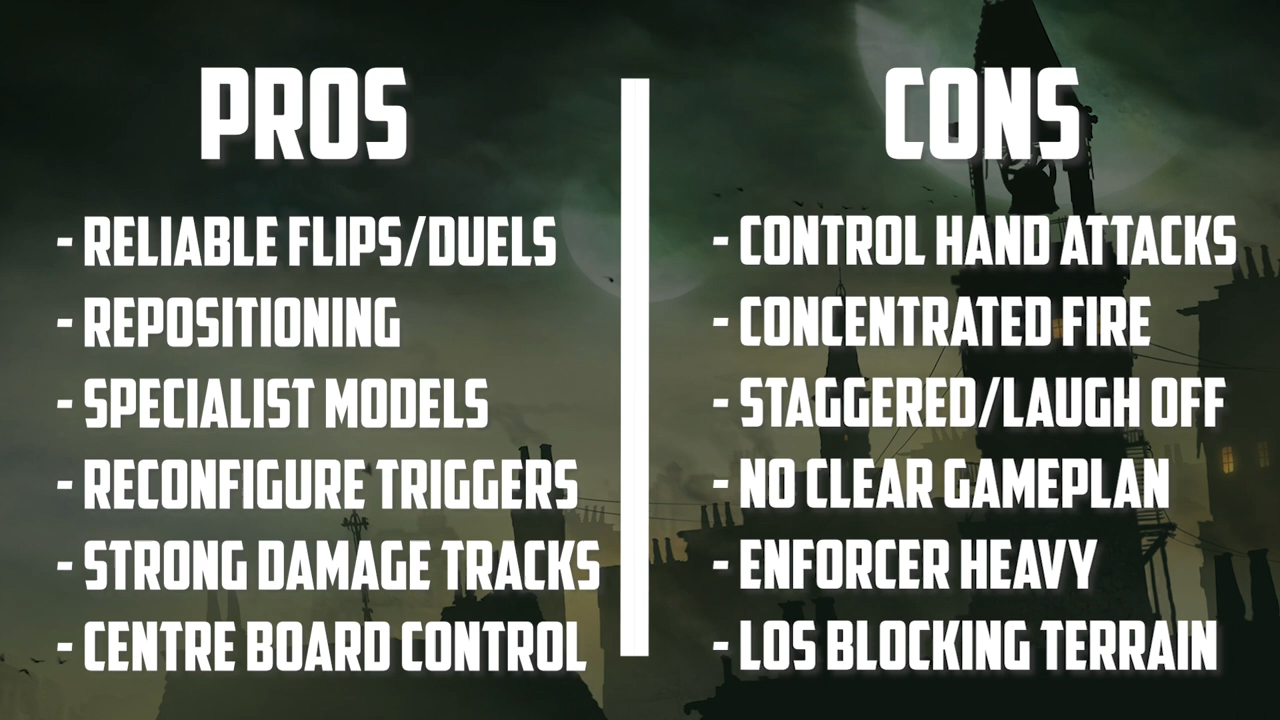 PROS
- RELIABLE FLIPS/DUELS
- REPOSITIONING
- SPECIALIST MODELS
- RECONFIGURE TRIGGERS
- STRONG DAMAGE TRACKS
- CENTRE BOARD CONTROL
CONS
- CONTROL HAND ATTACKS
- CONCENTRATED FIRE
- STAGGERED/LAUGH OFF
- NO CLEAR GAMEPLAN
- ENFORCER HEAVY
- LOS BLOCKING TERRAIN